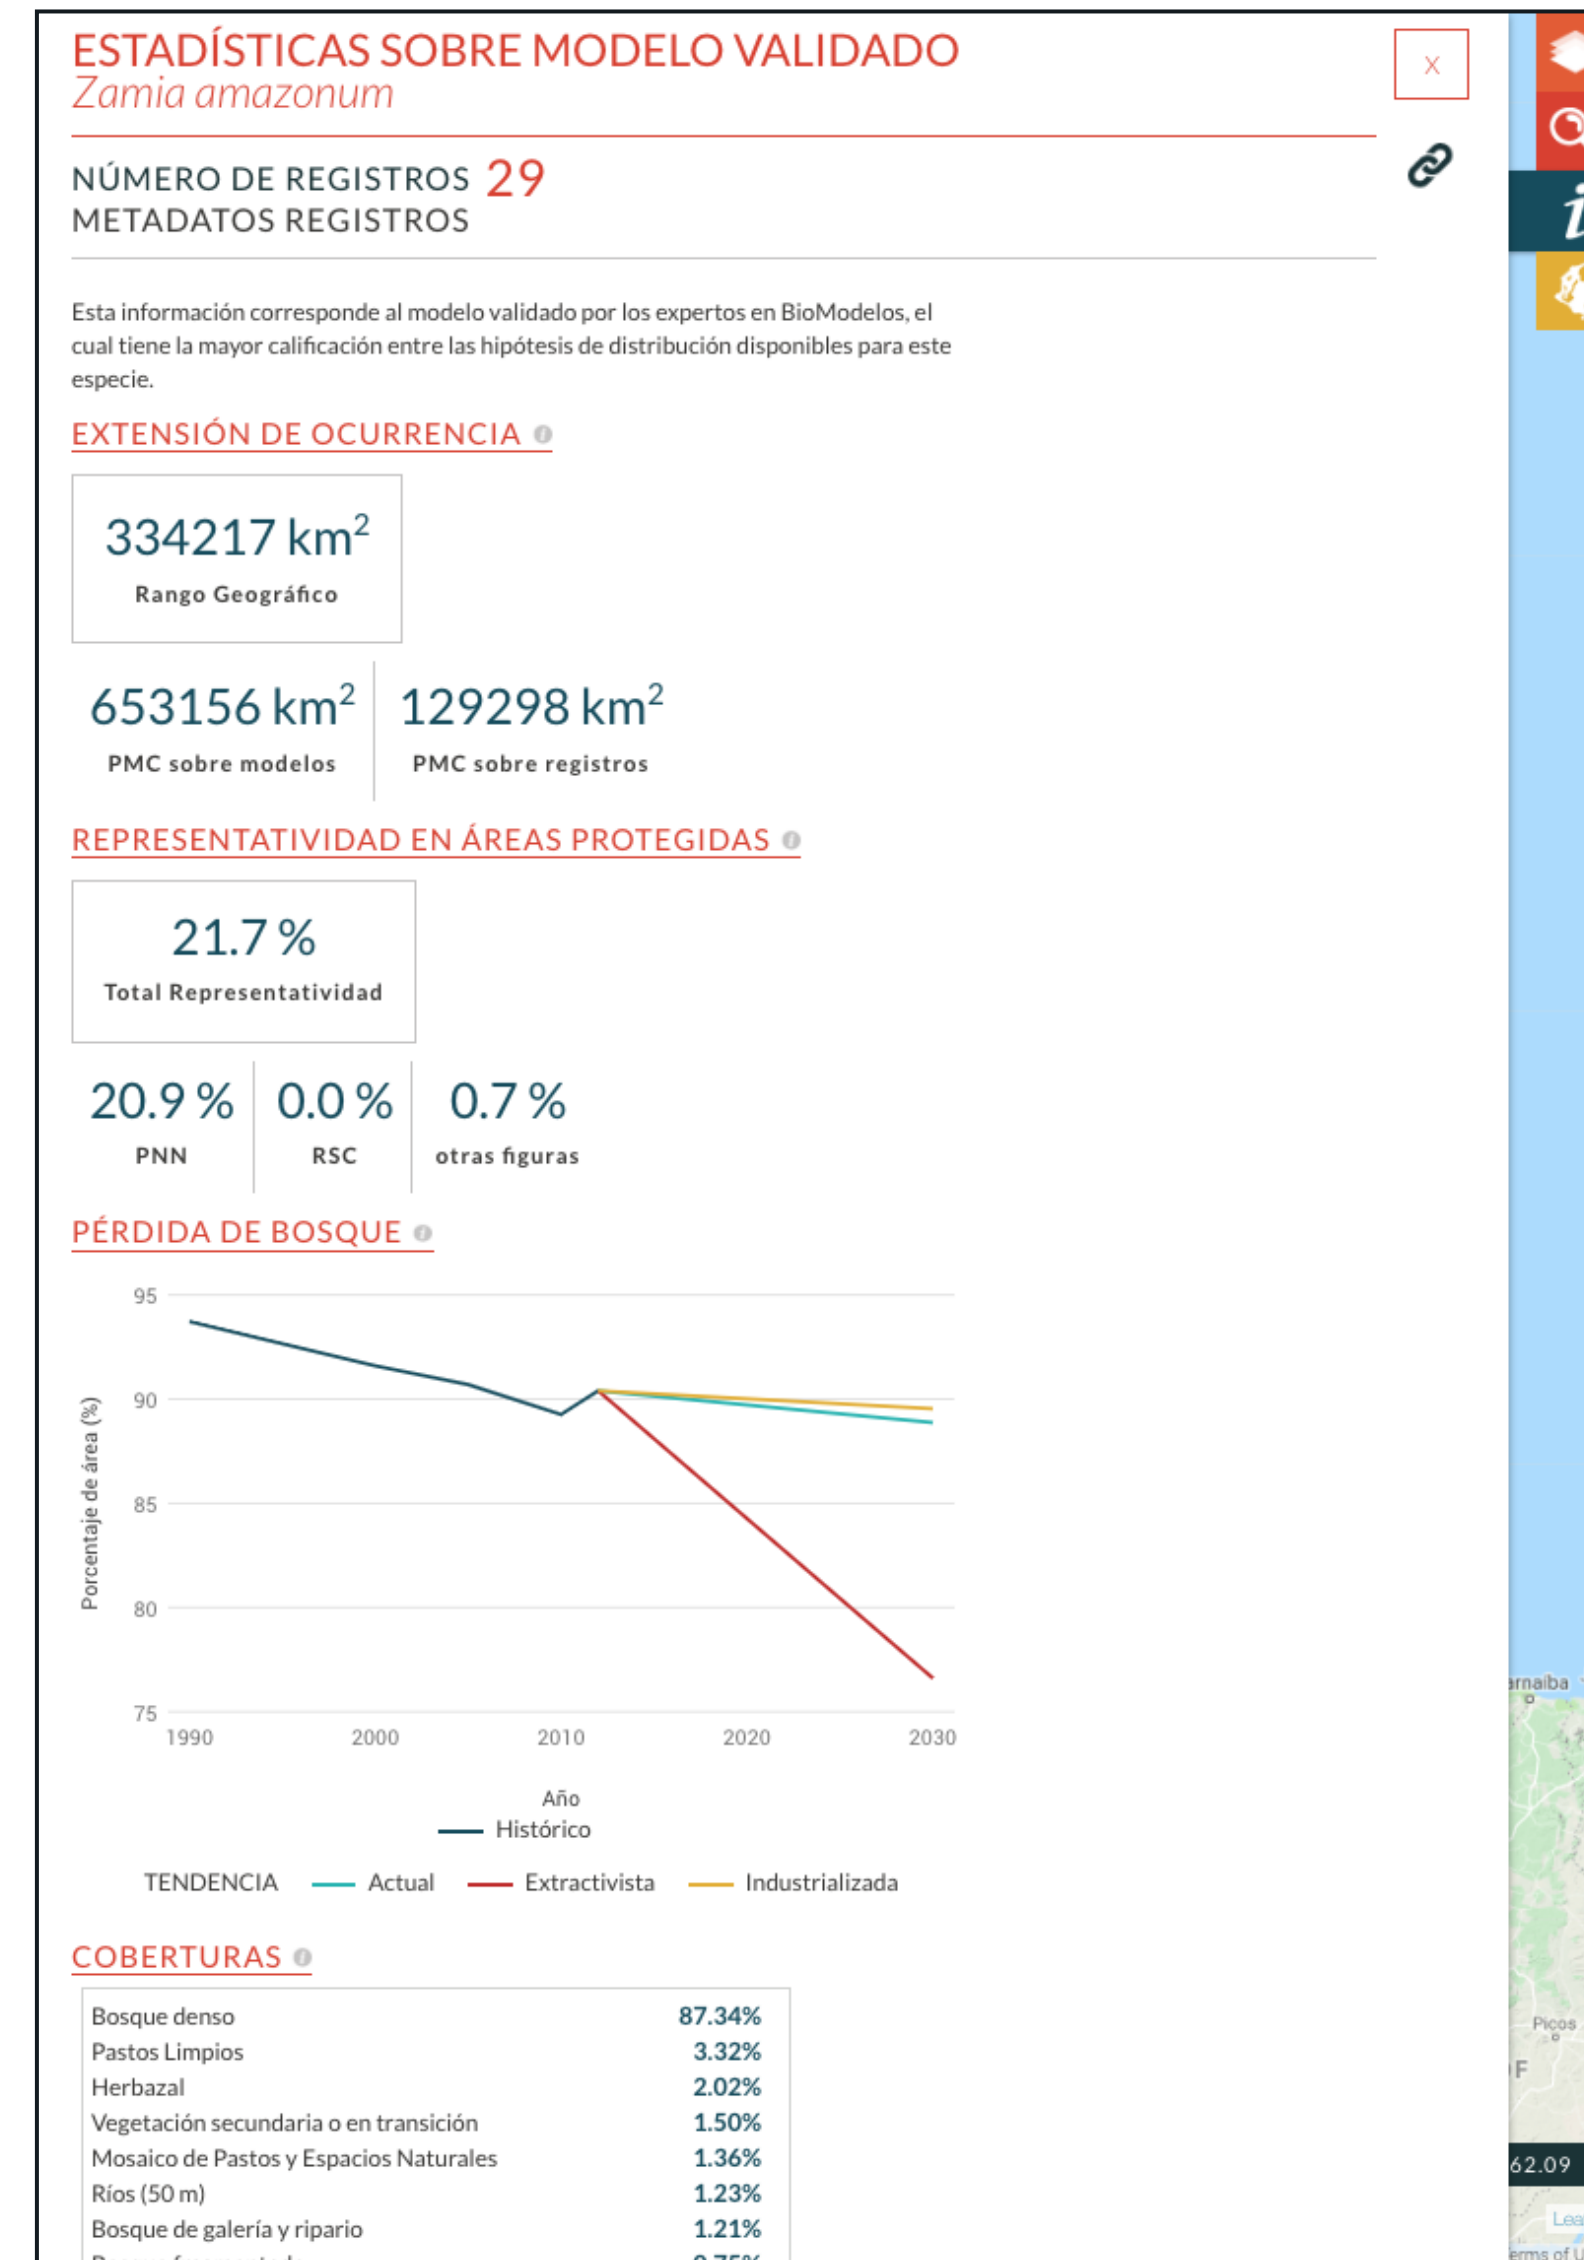 ESTADÍSTICAS SOBRE MODELO VALIDADO
Zamia amazonum
X
NÚMERO DE REGISTROS 29
METADATOS REGISTROS
Esta información corresponde al modelo validado por los expertos en BioModelos, el
cual tiene la mayor calificación entre las hipótesis de distribución disponibles para este
especie.
EXTENSIÓN DE OCURRENCIA
334217 km²
Rango Geográfico
653156 km² 129298 km²
PMC sobre modelos PMC sobre registros
REPRESENTATIVIDAD EN ÁREAS PROTEGIDAS
21.7 %
Total Representatividad
20.9 % 0.0 % 0.7 %
PNN RSC otras figuras
PÉRDIDA DE BOSQUE
Porcentaje de área (%)
95
90
85
80
75
1990 2000 2010 2020 2030
Año
Histórico
TENDENCIA Actual Extractivista Industrializada
COBERTURAS
Bosque denso 87.34%
Pastos Limpios 3.32%
Herbazal 2.02%
Vegetación secundaria o en transición 1.50%
Mosaico de Pastos y Espacios Naturales 1.36%
Ríos (50 m) 1.23%
Bosque de galería y ripario 1.21%
arnaiba
Picos
F
62.09
Lea
erms of U